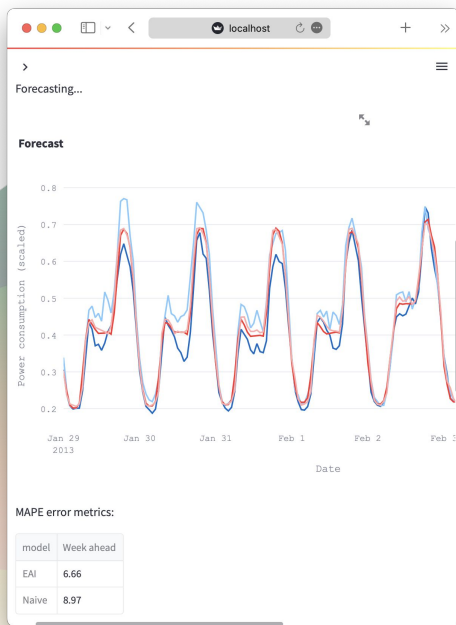 localhost
Forecasting...
Forecast
0.8
0.7
0.6
0.5
0.4
0.3
0.2
Power consumption (scaled)
Jan 29 Jan 30 Jan 31 Feb 1 Feb 2 Feb 3
2013
Date
MAPE error metrics:
model Week ahead
EAI 6.66
Naive 8.97